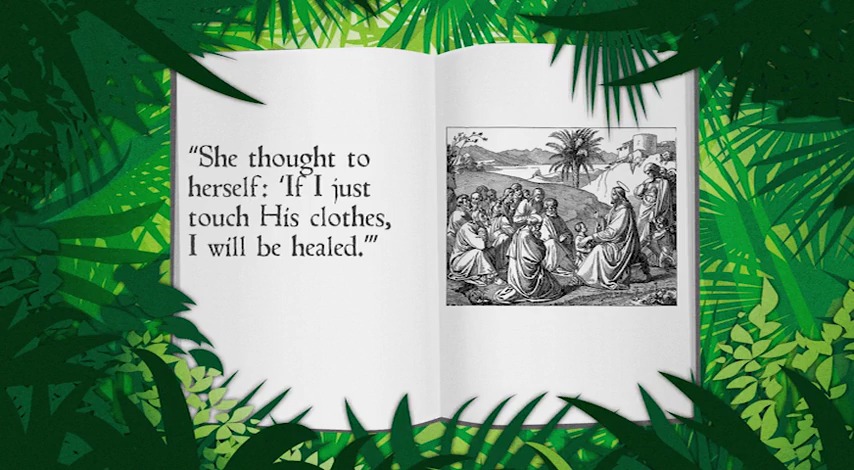 “She thought to
herself: ‘If I just
touch His clothes,
I will be healed.’”